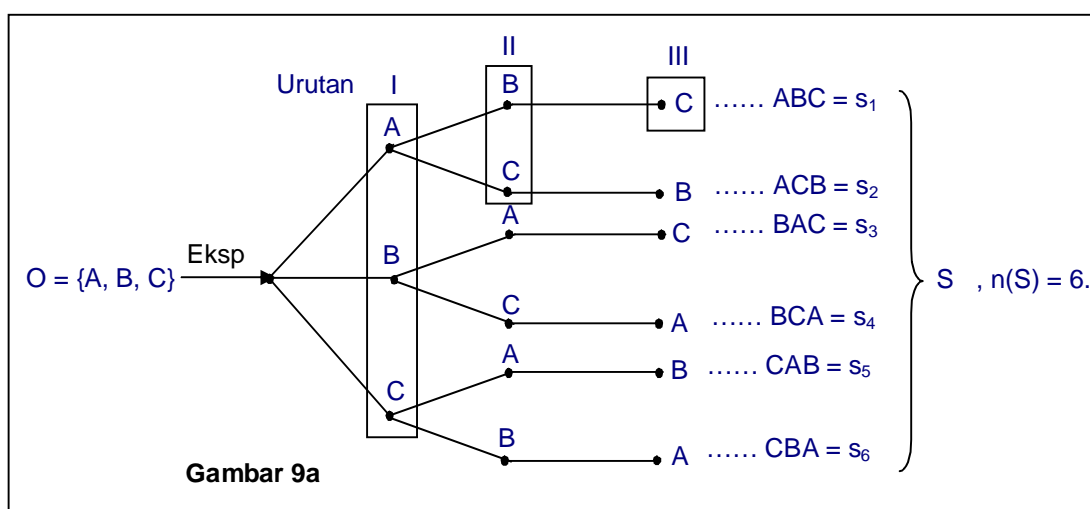 II
III
Urutan I
B
C …… ABC = s1
A
C
B …… ACB = s2
A
C …… BAC = s3
Eksp
B
O = {A, B, C}
S , n(S) = 6.
C
A …… BCA = s4
A
B …… CAB = s5
C
B
A …… CBA = s6
Gambar 9a